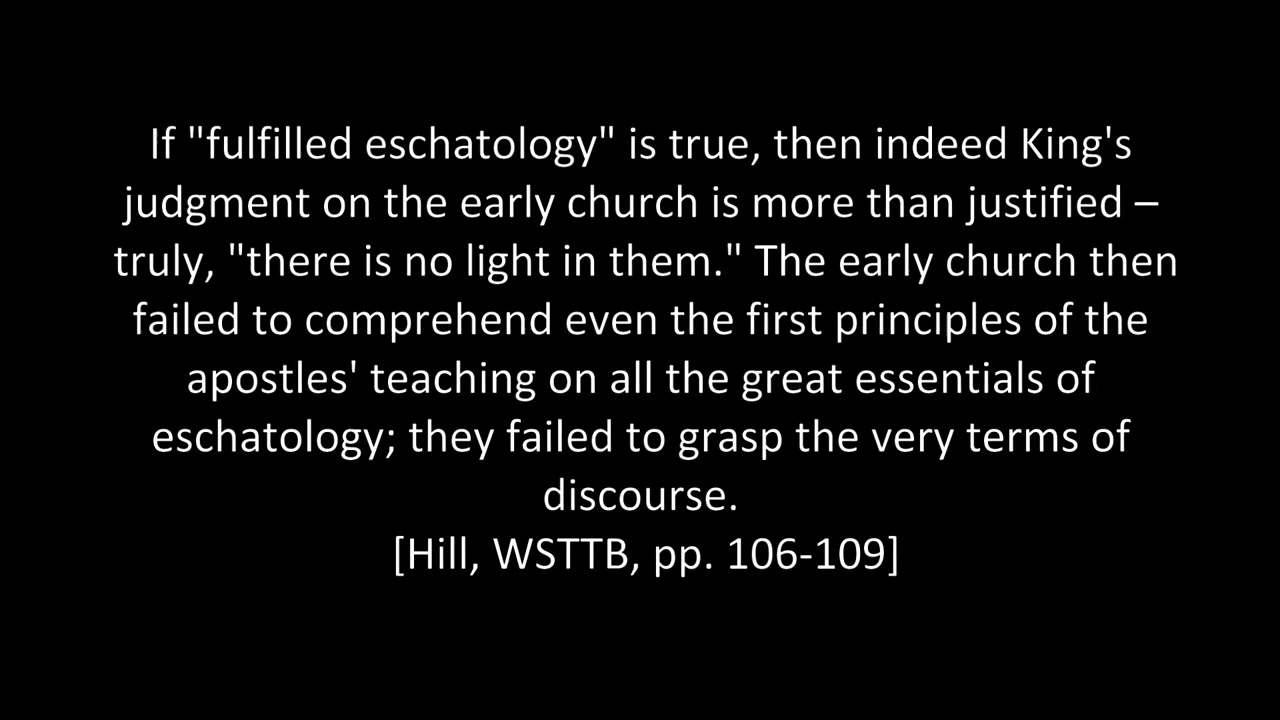 If "fulfilled eschatology" is true, then indeed King's
judgment on the early church is more than justified –
truly, "there is no light in them." The early church then
failed to comprehend even the first principles of the
apostles' teaching on all the great essentials of
eschatology; they failed to grasp the very terms of
discourse.
[Hill, WSTTB, pp. 106-109]